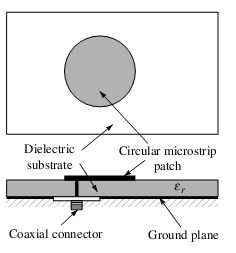 Dielectric
substrate
Circular microstrip
patch
εr
Coaxial connector
Ground plane